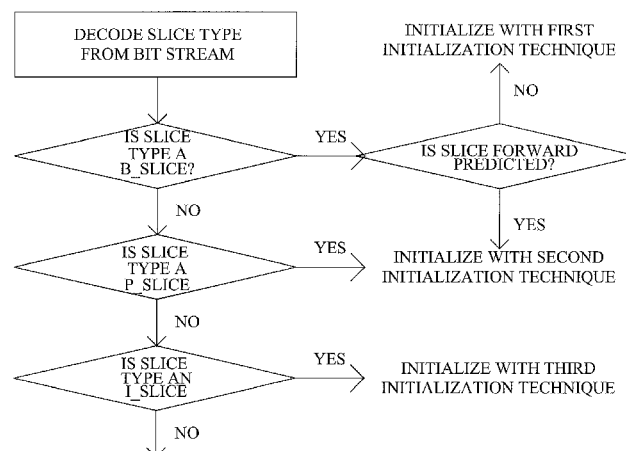 DECODE SLICE TYPE
FROM BIT STREAM
INITIALIZE WITH FIRST
INITIALIZATION TECHNIQUE
NO
IS SLICE
TYPE A
B_SLICE?
YES
IS SLICE FORWARD
PREDICTED?
NO
YES
IS SLICE
TYPE A
P_SLICE
YES
INITIALIZE WITH SECOND
INITIALIZATION TECHNIQUE
NO
IS SLICE
TYPE AN
I_SLICE
YES
INITIALIZE WITH THIRD
INITIALIZATION TECHNIQUE
NO